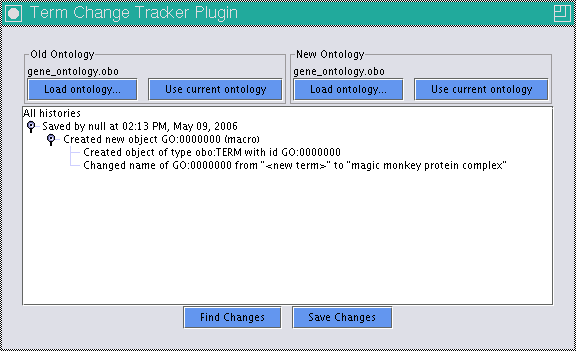 Term Change Tracker Plugin
Old Ontology
New Ontology
gene_ontology.obo
gene_ontology.obo
Load ontology...
Use current ontology
Load ontology...
Use current ontology
All histories
Saved by null at 02:13 PM, May 09, 2006
Created new object GO:0000000 (macro)
Created object of type obo:TERM with id GO:0000000
Changed name of GO:0000000 from "<new term>" to "magic monkey protein complex"
Find Changes
Save Changes